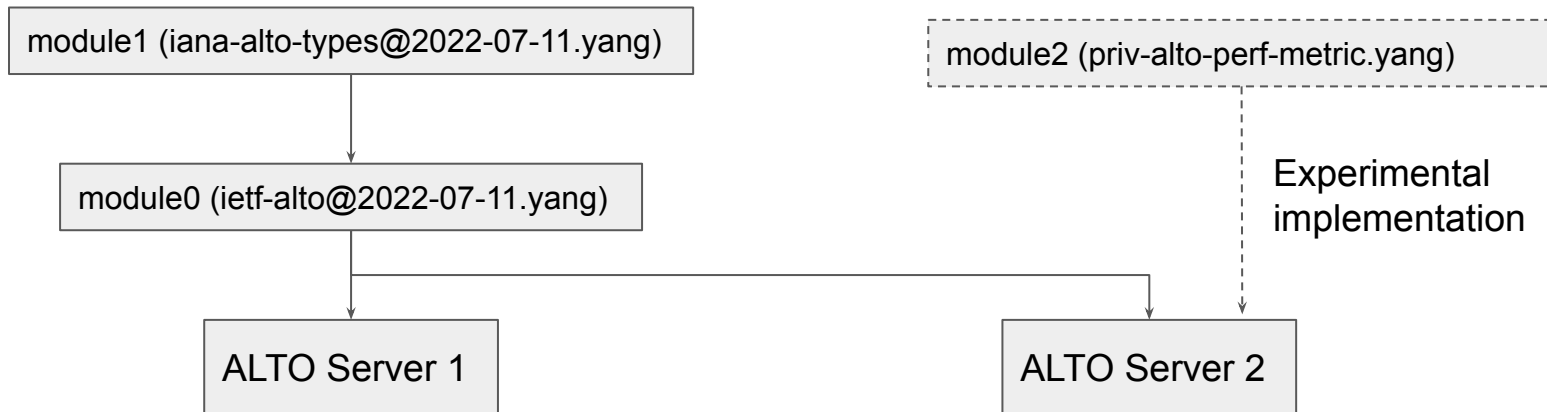 module1 (iana-alto-types@2022-07-11.yang)
module2 (priv-alto-perf-metric.yang)
module0 (ietf-alto@2022-07-11.yang)
Experimental
implementation
ALTO Server 1
ALTO Server 2